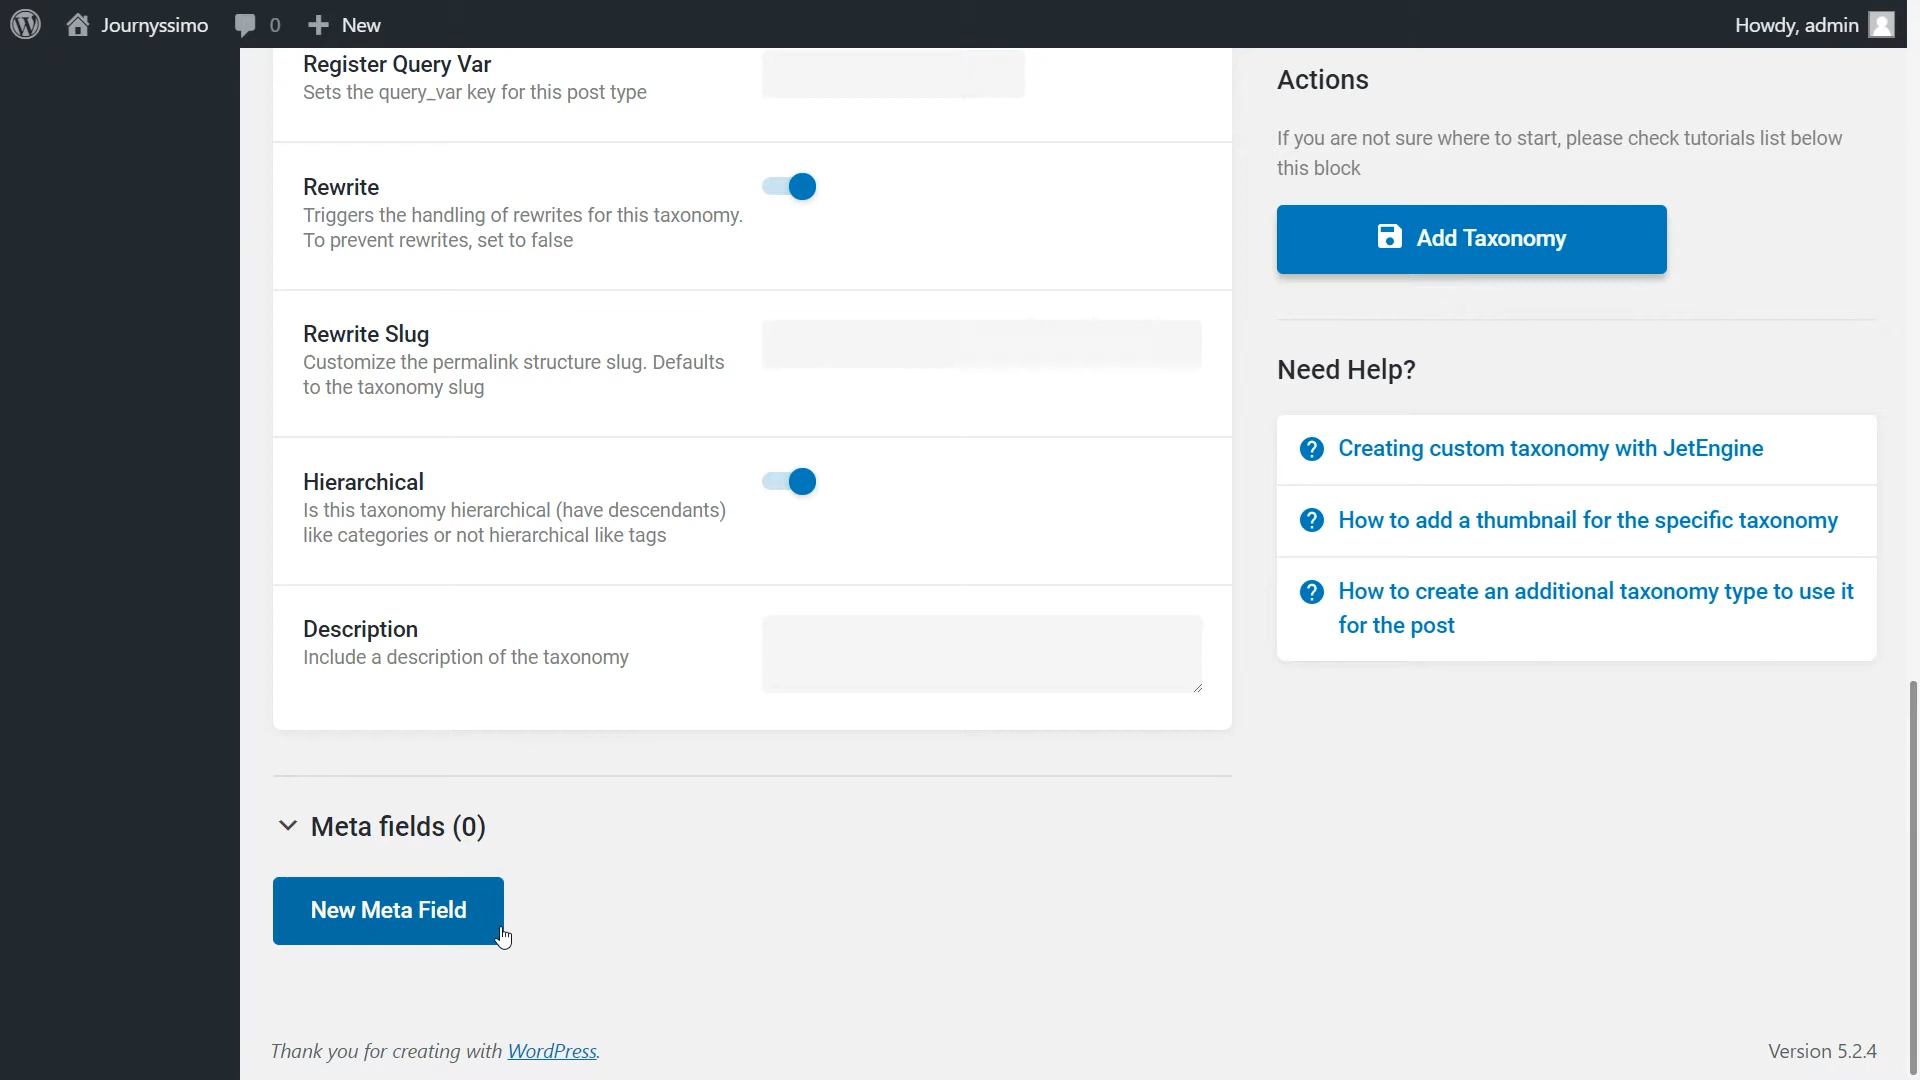 Journyssimo 0 New Howdy, admin
Register Query Var
Sets the query_var key for this post type
Rewrite
Triggers the handling of rewrites for this taxonomy.
To prevent rewrites, set to false
Rewrite Slug
Customize the permalink structure slug. Defaults
to the taxonomy slug
Hierarchical
Is this taxonomy hierarchical (have descendants)
like categories or not hierarchical like tags
Description
Include a description of the taxonomy
Meta fields (0)
New Meta Field
Actions
If you are not sure where to start, please check tutorials list below
this block
Add Taxonomy
Need Help?
Creating custom taxonomy with JetEngine
How to add a thumbnail for the specific taxonomy
How to create an additional taxonomy type to use it
for the post
Thank you for creating with WordPress.
Version 5.2.4